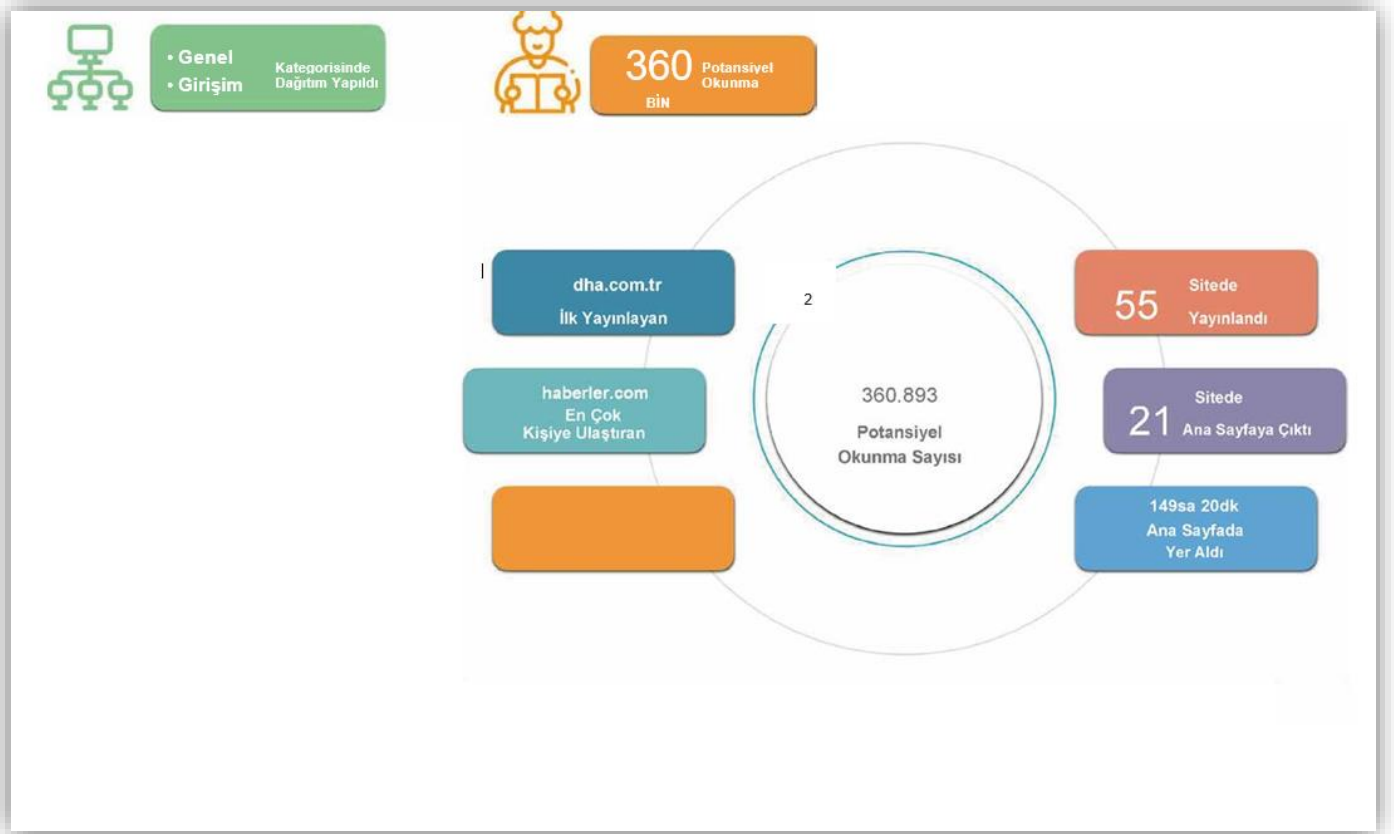 • Genel
• Girişim
Kategorisinde
Dağıtım Yapıldı
360
BİN
Potansiyel
Okunma
dha.com.tr
İlk Yayınlayan
haberler.com
En Çok
Kişiye Ulaştıran
2
360.893
Potansiyel
Okunma Sayısı
55
Sitede
Yayınlandı
21
Sitede
Ana Sayfaya Çıktı
149sa 20dk
Ana Sayfada
Yer Aldı